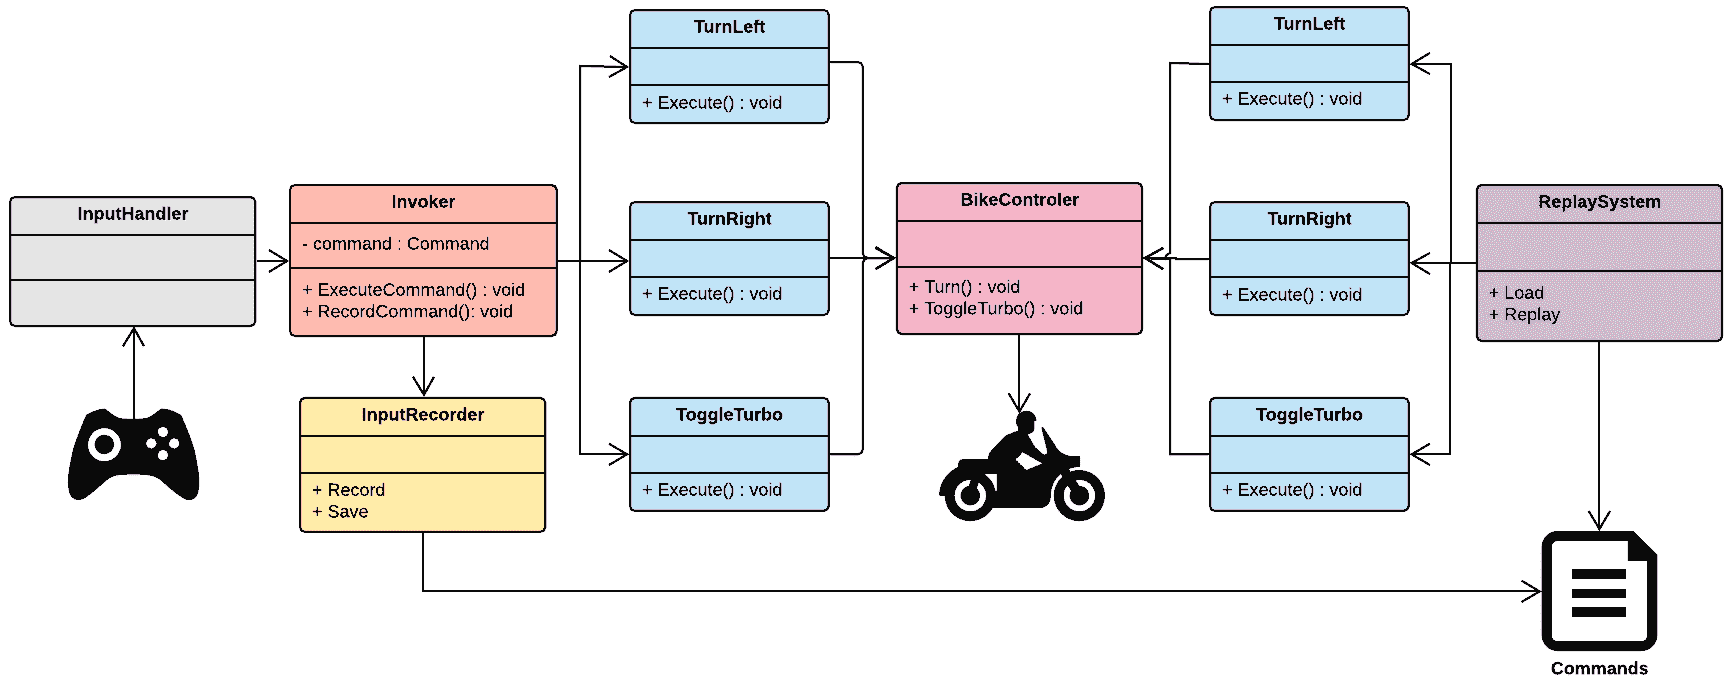 InputHandler
Invoker
- command : Command
+ ExecuteCommand() : void
+ RecordCommand(): void
InputRecorder
+ Record
+ Save
TurnLeft
+ Execute() : void
TurnRight
+ Execute() : void
ToggleTurbo
+ Execute() : void
BikeControler
+ Turn() : void
+ ToggleTurbo() : void
TurnLeft
+ Execute() : void
TurnRight
+ Execute() : void
ToggleTurbo
+ Execute() : void
ReplaySystem
+ Load
+ Replay
Commands